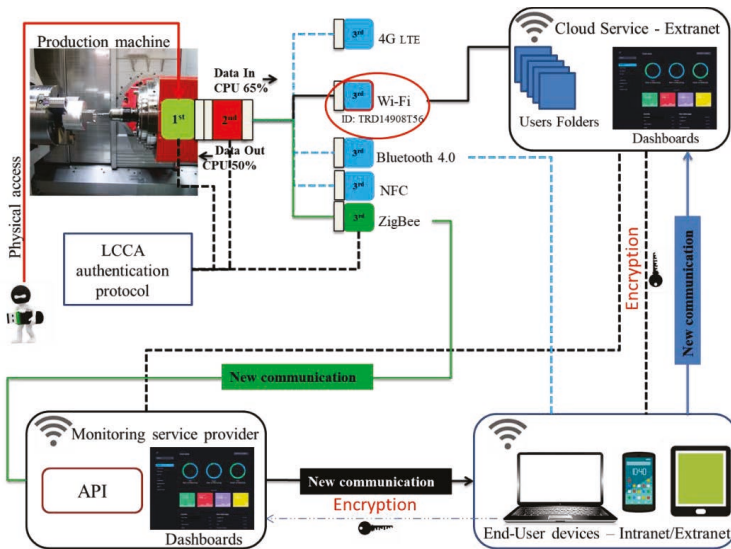 Production machine
Data In
CPU 65%
1st
2nd
Data Out
CPU 50%
3rd
4G LTE
3rd
Wi-Fi
ID: TRD14908T56
3rd
Bluetooth 4.0
3rd
NFC
3rd
ZigBee
Cloud Service - Extranet
Users Folders
Dashboards
Physical access
LCCA
authentication
protocol
Encryption
New communication
New communication
Monitoring service provider
API
Dashboards
New communication
Encryption
End-User devices – Intranet/Extranet